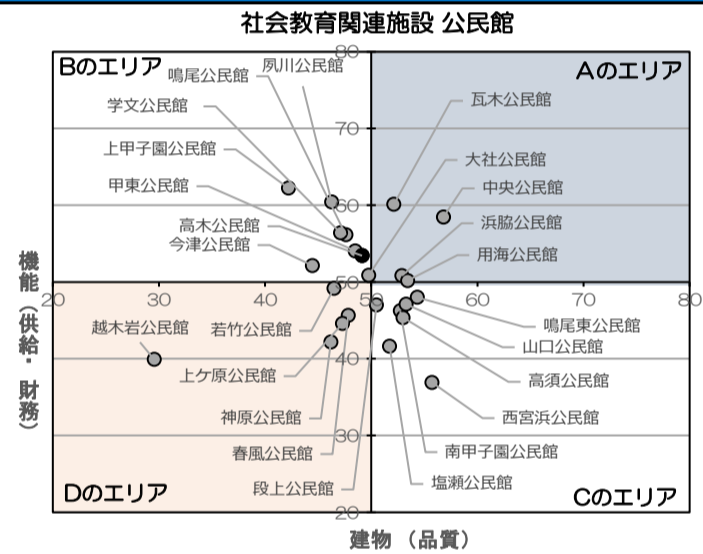 社会教育関連施設 公民館
80
Bのエリア
夙川公民館
Aのエリア
鳴尾公民館
学文公民館
瓦木公民館
70
上甲子園公民館
大社公民館
甲東公民館
中央公民館
60
高木公民館
浜脇公民館
今津公民館
用海公民館
50
20
30
40
50
60
70
80
越木岩公民館
若竹公民館
鳴尾東公民館
山口公民館
40
上ケ原公民館
高須公民館
神原公民館
西宮浜公民館
30
春風公民館
南甲子園公民館
段上公民館
塩瀬公民館
Dのエリア
Cのエリア
20
機能（供給・財務）
建物 （品質）